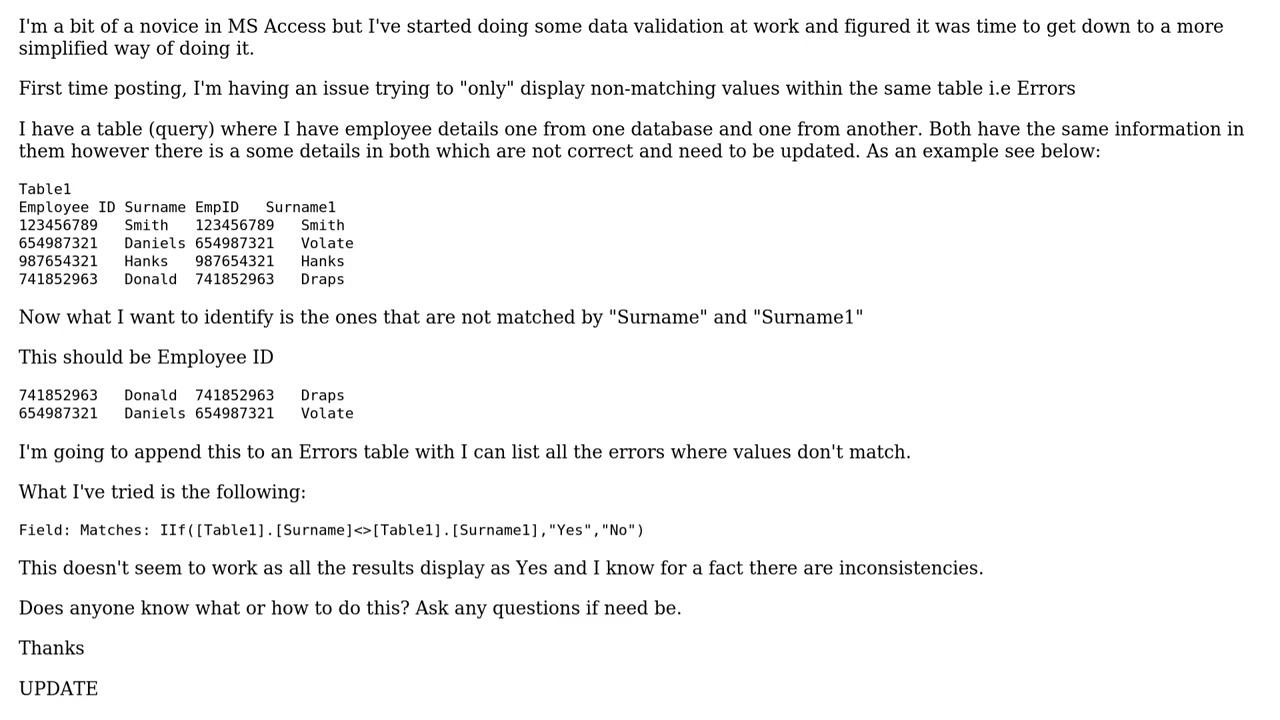 I'm a bit of a novice in MS Access but I've started doing some data validation at work and figured it was time to get down to a more
simplified way of doing it.
First time posting, I'm having an issue trying to "only" display non-matching values within the same table i.e Errors
I have a table (query) where I have employee details one from one database and one from another. Both have the same information in
them however there is a some details in both which are not correct and need to be updated. As an example see below:
Table1
Employee ID Surname EmpID   Surname1
123456789   Smith   123456789   Smith
654987321   Daniels 654987321   Volate
987654321   Hanks   987654321   Hanks
741852963   Donald  741852963   Draps
Now what I want to identify is the ones that are not matched by "Surname" and "Surname1"
This should be Employee ID
741852963   Donald  741852963   Draps
654987321   Daniels 654987321   Volate
I'm going to append this to an Errors table with I can list all the errors where values don't match.
What I've tried is the following:
Field: Matches: IIf([Table1].[Surname]<>[Table1].[Surname1],"Yes","No")
This doesn't seem to work as all the results display as Yes and I know for a fact there are inconsistencies.
Does anyone know what or how to do this? Ask any questions if need be.
Thanks
UPDATE